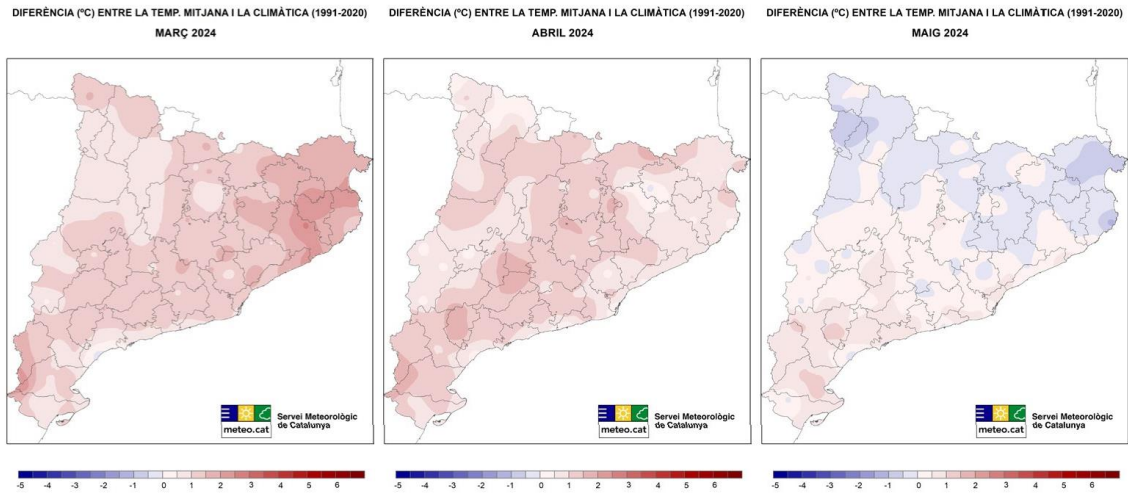 DIFERÈNCIA (ºC) ENTRE LA TEMP. MITJANA I LA CLIMÀTICA (1991-2020)
MARÇ 2024
Servei Meteorològic
de Catalunya
meteo.cat
-5 -4 -3 -2 -1 0 1 2 3 4 5 6
DIFERÈNCIA (ºC) ENTRE LA TEMP. MITJANA I LA CLIMÀTICA (1991-2020)
ABRIL 2024
Servei Meteorològic
de Catalunya
meteo.cat
-5 -4 -3 -2 -1 0 1 2 3 4 5 6
DIFERÈNCIA (ºC) ENTRE LA TEMP. MITJANA I LA CLIMÀTICA (1991-2020)
MAIG 2024
Servei Meteorològic
de Catalunya
meteo.cat
-5 -4 -3 -2 -1 0 1 2 3 4 5 6